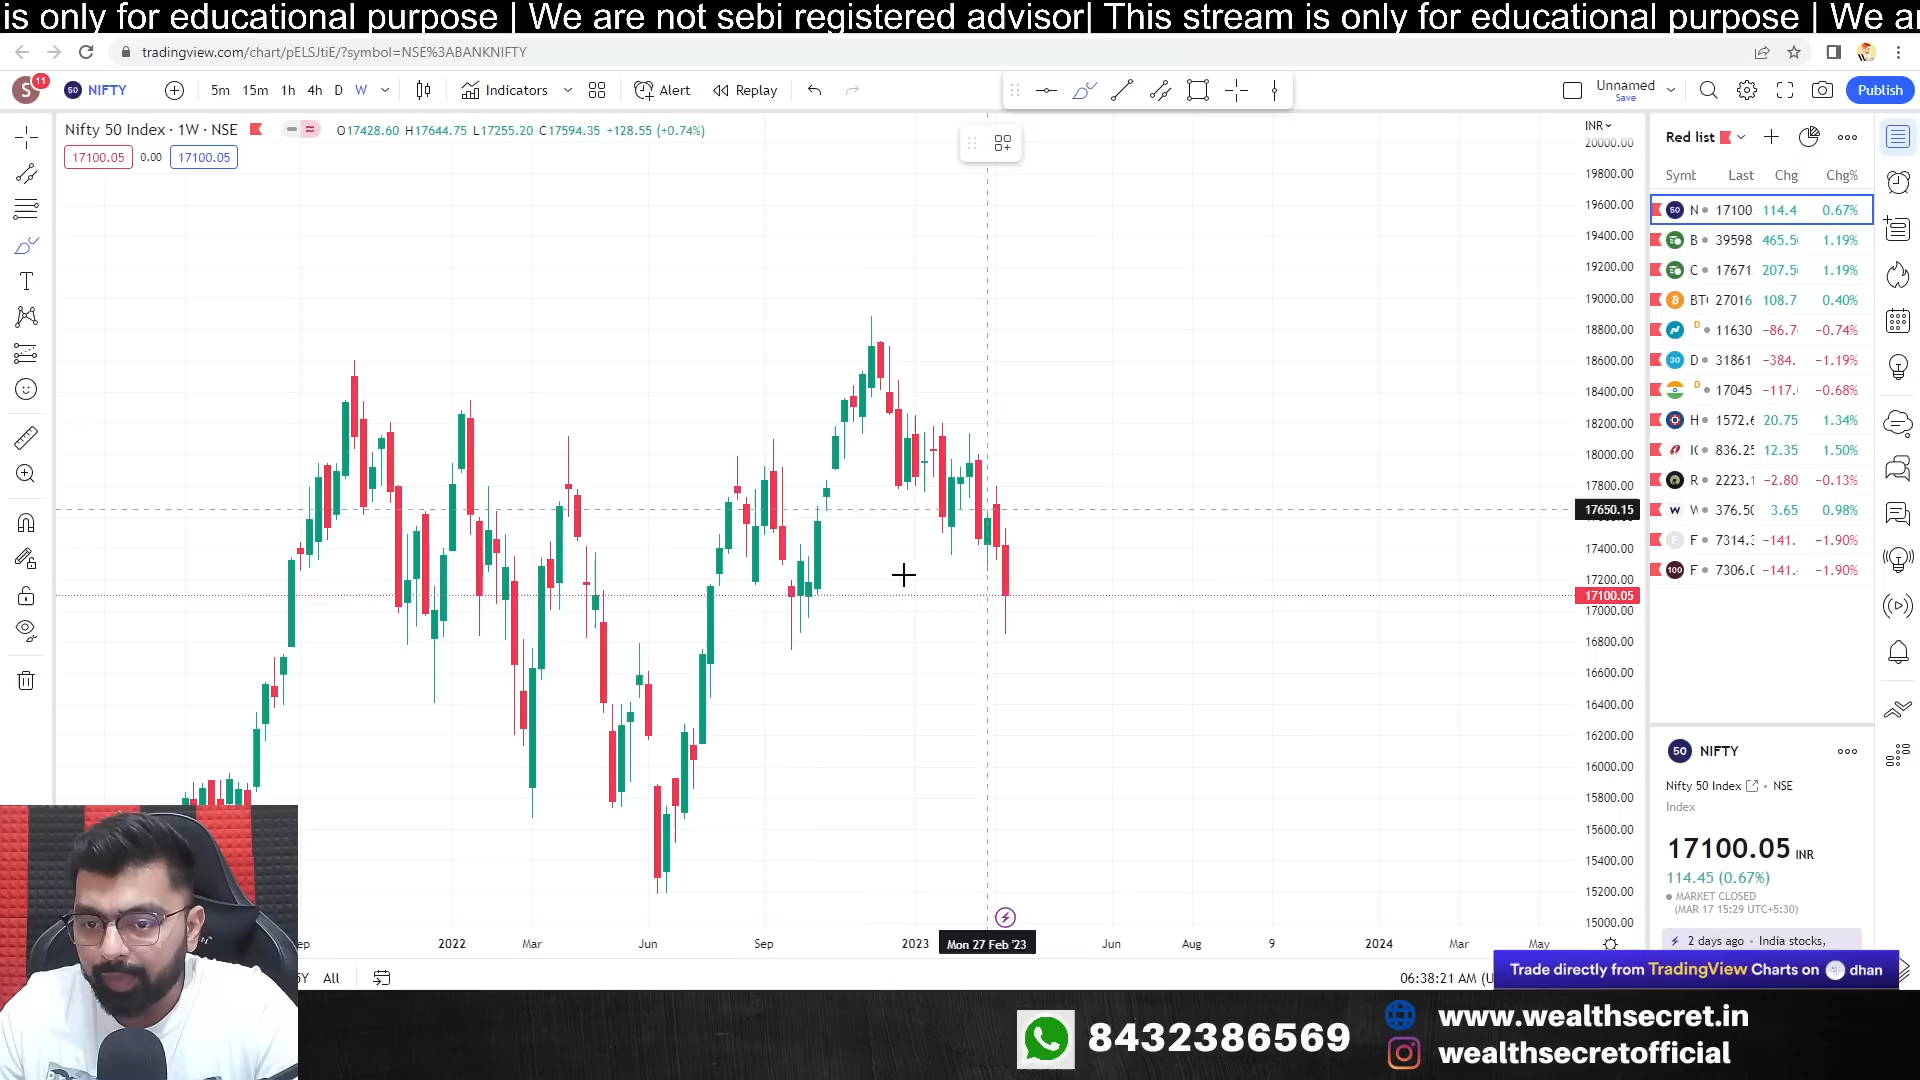 is only for educational purpose | We are not sebi registered advisor| This stream is only for educational purpose | We ar
tradingview.com/chart/pELSJtiE/?symbol=NSE%3ABANKNIFTY
S 11 50 NIFTY 5m 15m 1h 4h D W Indicators Alert Replay Unnamed Save Publish
Nifty 50 Index · 1W · NSE O17428.60 H17644.75 L17255.20 C17594.35 +128.55 (+0.74%)
17100.05 0.00 17100.05
INR
20000.00
19800.00
19600.00
19400.00
19200.00
19000.00
18800.00
18600.00
18400.00
18200.00
18000.00
17800.00
17650.15
17400.00
17200.00
17100.05
17000.00
16800.00
16600.00
16400.00
16200.00
16000.00
15800.00
15600.00
15400.00
15200.00
15000.00
2022 Mar Jun Sep 2023 Mon 27 Feb '23 Jun Aug 9 2024 Mar May
5Y All 06:38:21 AM (U
Red list
Symt Last Chg Chg%
50 N 17100 114.4 0.67%
B 39598 465.5 1.19%
C 17671. 207.5 1.19%
BT 27016 108.7 0.40%
D 11630 −86.7 −0.74%
30 D 31861 −384. −1.19%
D 17045. −117. −0.68%
H 1572.6 20.75 1.34%
836.25 12.35 1.50%
R 2223.1 −2.80 −0.13%
W 376.50 3.65 0.98%
F F 7314.3 −141. −1.90%
100 F 7306.0 −141. −1.90%
50 NIFTY
Nifty 50 Index · NSE
Index
17100.05 INR
114.45 (0.67%)
MARKET CLOSED
(MAR 17 15:29 UTC+5:30)
2 days ago · India stocks,
Trade directly from TradingView Charts on dhan
8432386569
www.wealthsecret.in
wealthsecretofficial